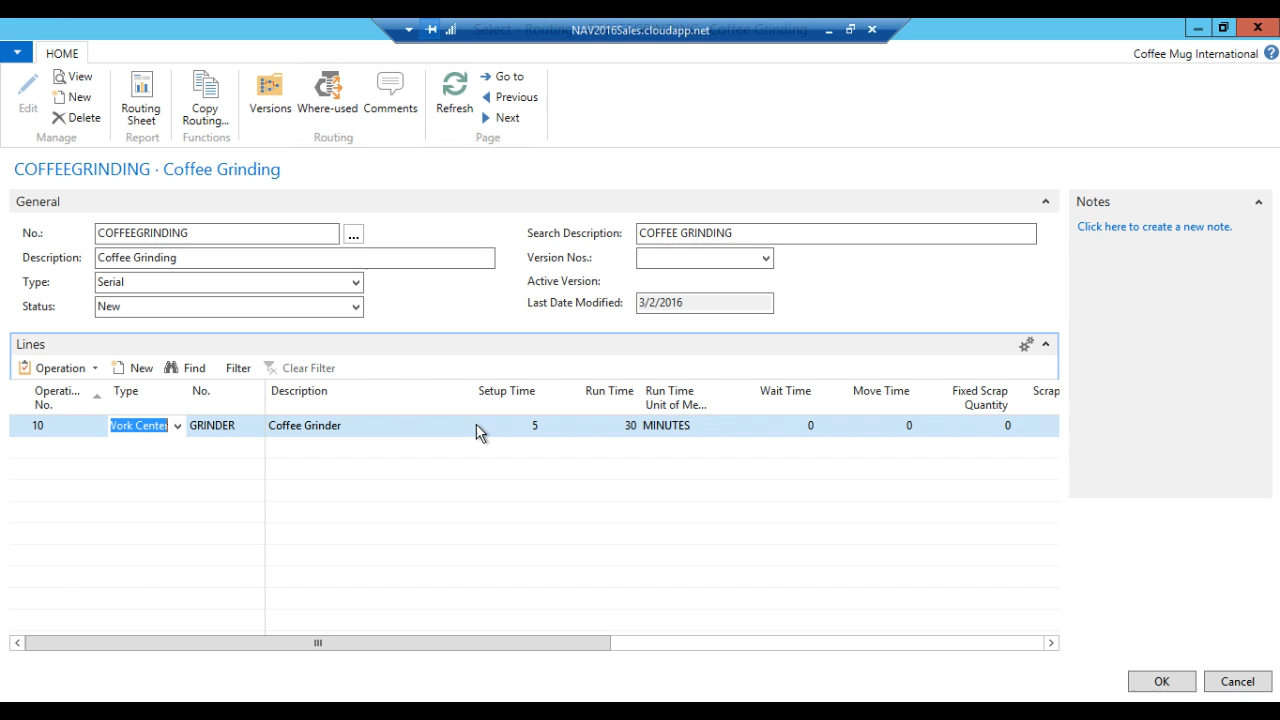 NAV2016Sales.cloudapp.net
HOME
Coffee Mug International
Edit
View
New
Delete
Manage
Routing Sheet
Report
Copy Routing...
Functions
Versions
Where-used
Comments
Routing
Refresh
Go to
Previous
Next
Page
COFFEEGRINDING · Coffee Grinding
General
No.: COFFEEGRINDING ...
Description: Coffee Grinding
Type: Serial
Status: New
Search Description: COFFEE GRINDING
Version Nos.:
Active Version:
Last Date Modified: 3/2/2016
Notes
Click here to create a new note.
Lines
Operation New Find Filter Clear Filter
Operati... No. Type No. Description Setup Time Run Time Run Time Unit of Me... Wait Time Move Time Fixed Scrap Quantity Scrap
10 Work Center GRINDER Coffee Grinder 5 30 MINUTES 0 0 0
OK Cancel